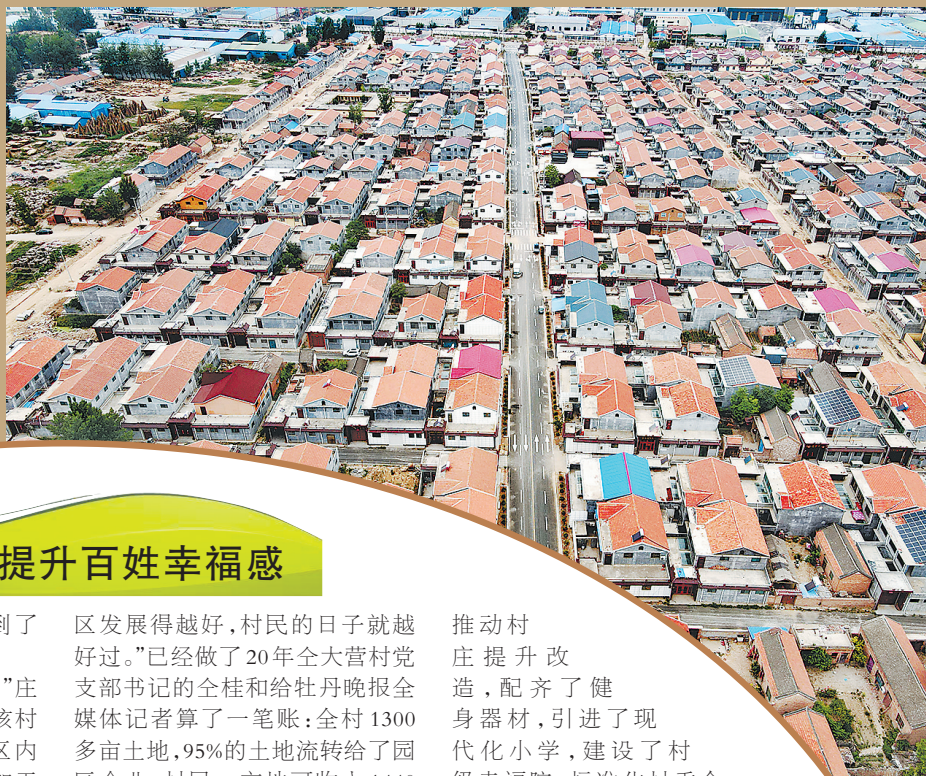 提升百姓幸福感
到了
”庄
该村
区内
区发展得越好,村民的日子就越
好过。”已经做了20年仝大营村党
支部书记的仝桂和给牡丹晚报全
媒体记者算了一笔账:全村1300
多亩土地,95%的土地流转给了园
推动村
庄提升改
造,配齐了健
身器材,引进了现
代化小学,建设了村